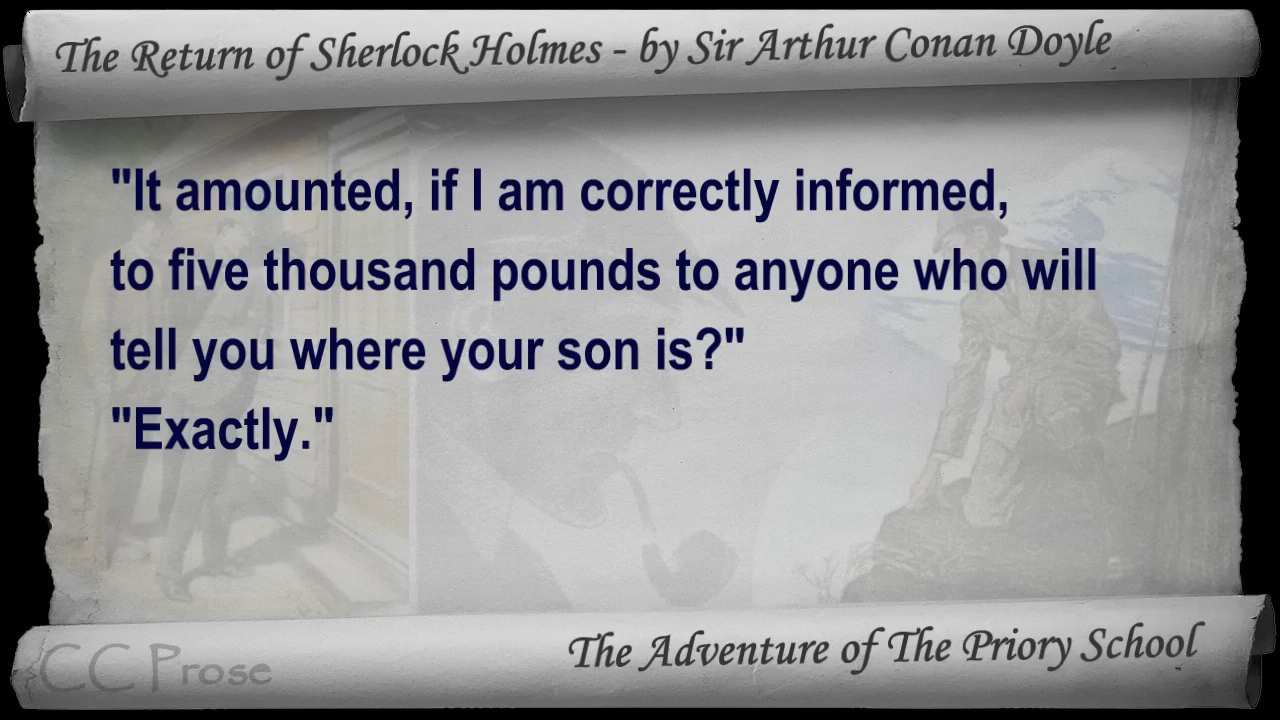 The Return of Sherlock Holmes - by Sir Arthur Conan Doyle
"It amounted, if I am correctly informed,
to five thousand pounds to anyone who will
tell you where your son is?"
"Exactly."
CC Prose
The Adventure of The Priory School